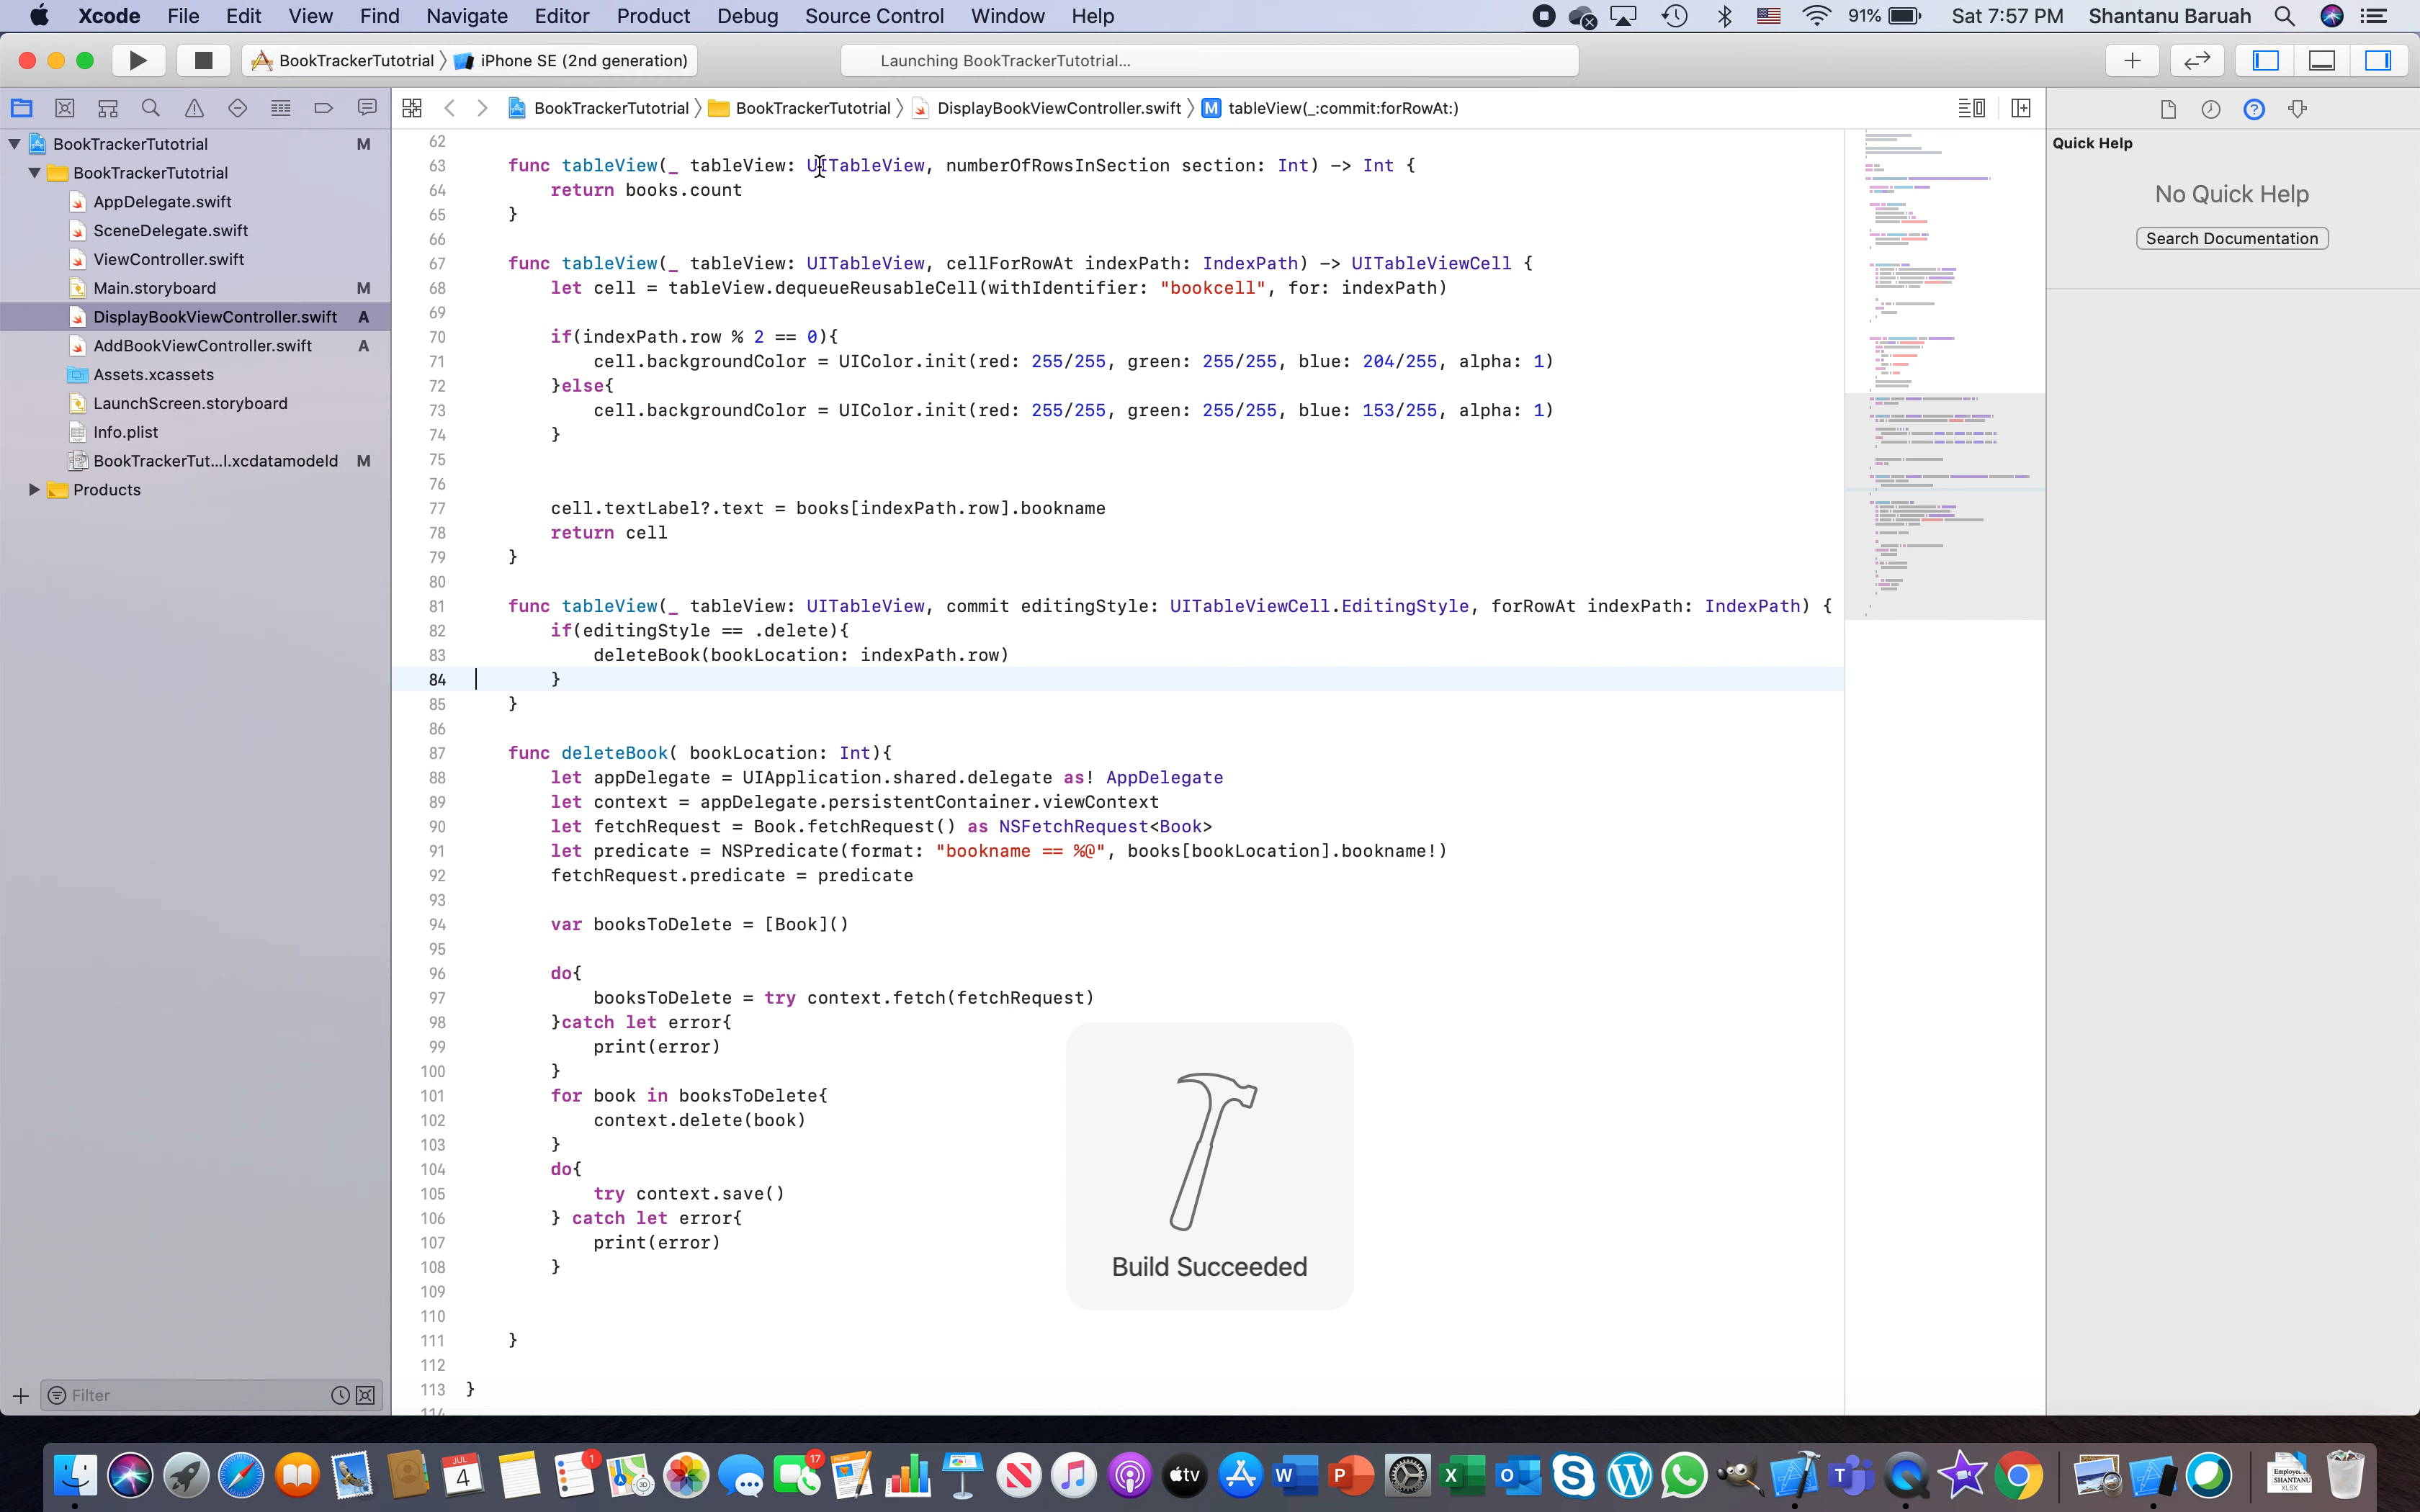 Xcode File Edit View Find Navigate Editor Product Debug Source Control Window Help 91% Sat 7:57 PM Shantanu Baruah
BookTrackerTutotrial iPhone SE (2nd generation) Launching BookTrackerTutotrial...
BookTrackerTutotrial BookTrackerTutotrial DisplayBookViewController.swift M tableView(_:commit:forRowAt:)
BookTrackerTutotrial M
BookTrackerTutotrial
AppDelegate.swift
SceneDelegate.swift
ViewController.swift
Main.storyboard M
DisplayBookViewController.swift A
AddBookViewController.swift A
Assets.xcassets
LaunchScreen.storyboard
Info.plist
BookTrackerTut...l.xcdatamodeld M
Products
Filter
62
63 func tableView(_ tableView: UITableView, numberOfRowsInSection section: Int) -> Int {
64 return books.count
65 }
66
67 func tableView(_ tableView: UITableView, cellForRowAt indexPath: IndexPath) -> UITableViewCell {
68 let cell = tableView.dequeueReusableCell(withIdentifier: "bookcell", for: indexPath)
69
70 if(indexPath.row % 2 == 0){
71 cell.backgroundColor = UIColor.init(red: 255/255, green: 255/255, blue: 204/255, alpha: 1)
72 }else{
73 cell.backgroundColor = UIColor.init(red: 255/255, green: 255/255, blue: 153/255, alpha: 1)
74 }
75
76
77 cell.textLabel?.text = books[indexPath.row].bookname
78 return cell
79 }
80
81 func tableView(_ tableView: UITableView, commit editingStyle: UITableViewCell.EditingStyle, forRowAt indexPath: IndexPath) {
82 if(editingStyle == .delete){
83 deleteBook(bookLocation: indexPath.row)
84 }
85 }
86
87 func deleteBook( bookLocation: Int){
88 let appDelegate = UIApplication.shared.delegate as! AppDelegate
89 let context = appDelegate.persistentContainer.viewContext
90 let fetchRequest = Book.fetchRequest() as NSFetchRequest<Book>
91 let predicate = NSPredicate(format: "bookname == %@", books[bookLocation].bookname!)
92 fetchRequest.predicate = predicate
93
94 var booksToDelete = [Book]()
95
96 do{
97 booksToDelete = try context.fetch(fetchRequest)
98 }catch let error{
99 print(error)
100 }
101 for book in booksToDelete{
102 context.delete(book)
103 }
104 do{
105 try context.save()
106 } catch let error{
107 print(error)
108 }
109
110
111 }
112
113 }
114
Build Succeeded
Quick Help
No Quick Help
Search Documentation
JUL
4
1
3D
17
PAGES
tv
W
P
X
O
S
T
XLSX